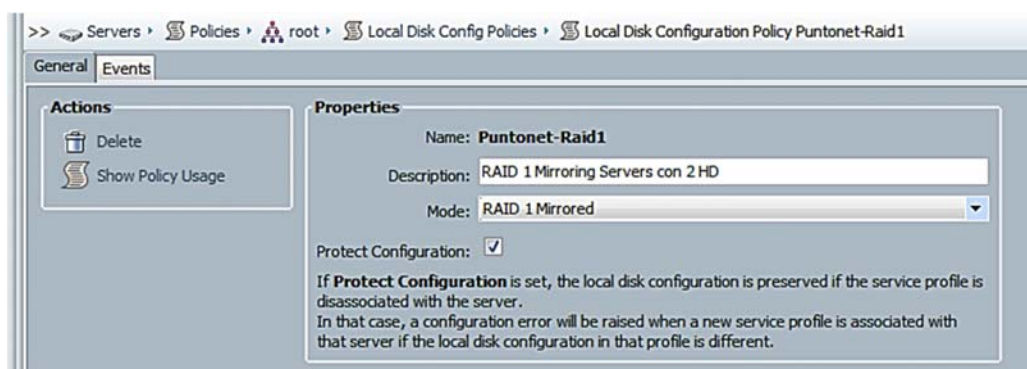 >> Servers Policies root Local Disk Config Policies Local Disk Configuration Policy Puntonet-Raid1
General Events
Actions
Delete
Show Policy Usage
Properties
Name: Puntonet-Raid1
Description: RAID 1 Mirroring Servers con 2 HD
Mode: RAID 1 Mirrored
Protect Configuration:
If Protect Configuration is set, the local disk configuration is preserved if the service profile is
disassociated with the server.
In that case, a configuration error will be raised when a new service profile is associated with
that server if the local disk configuration in that profile is different.